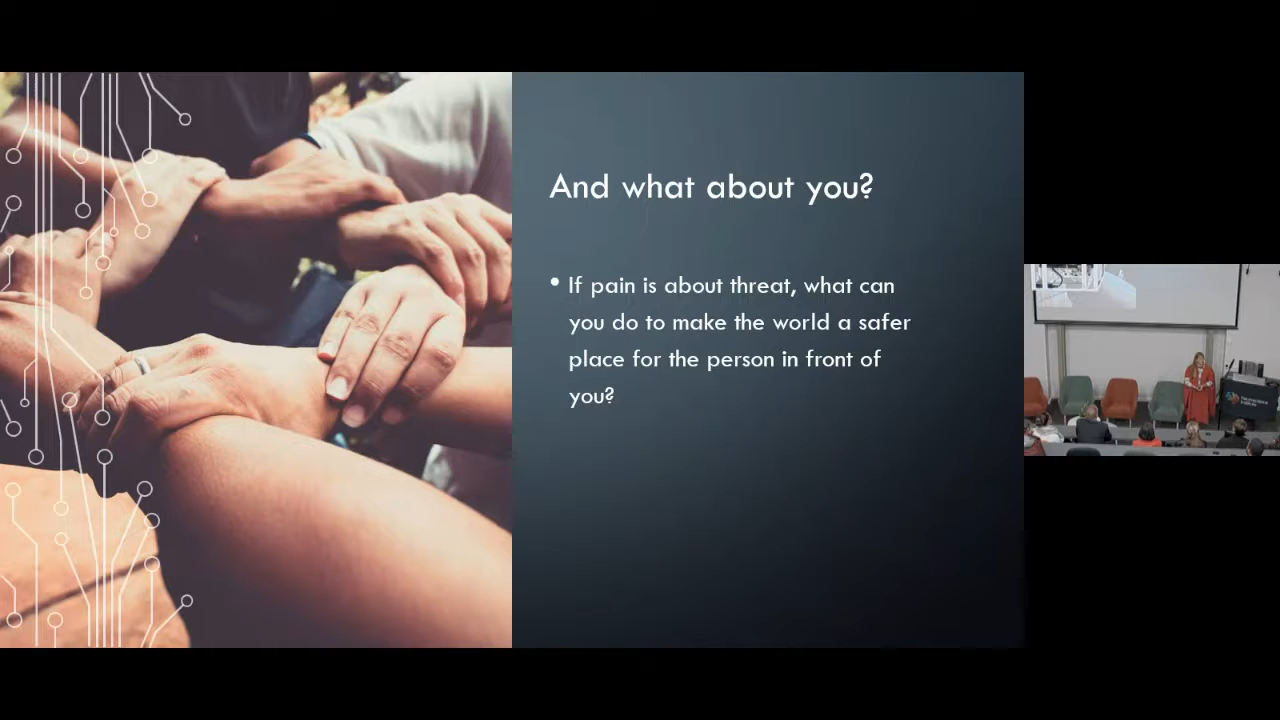 And what about you?
• If pain is about threat, what can
you do to make the world a safer
place for the person in front of
you?